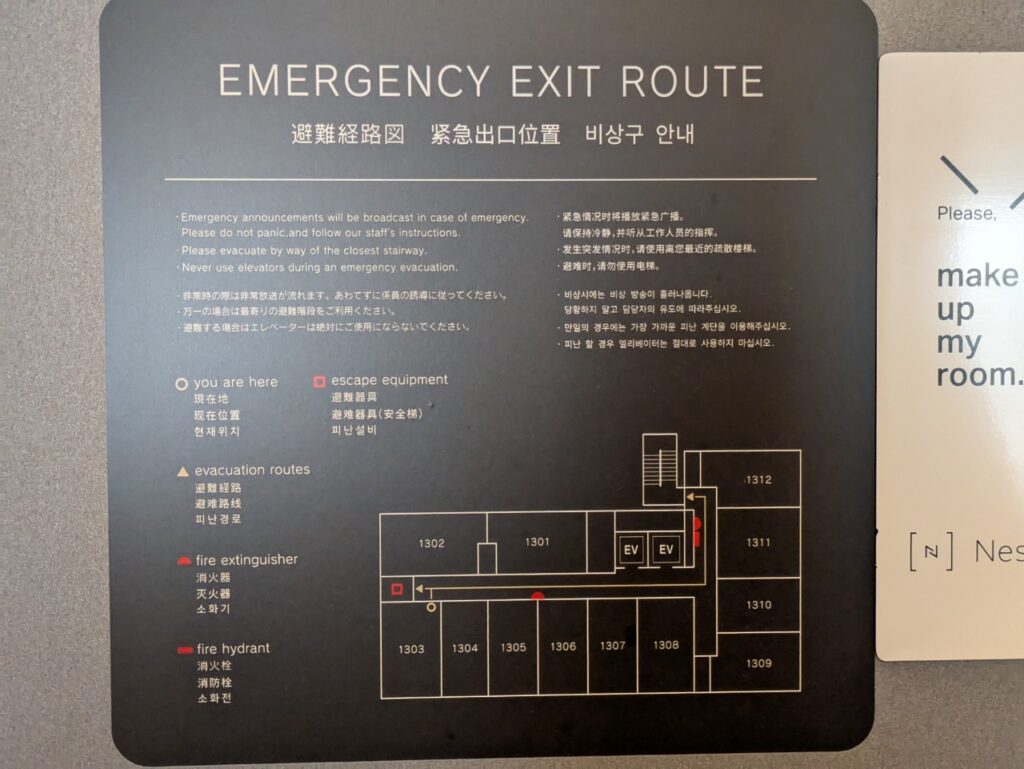 EMERGENCY EXIT ROUTE
避難経路図 緊急出口位置 비상구 안내
· Emergency announcements will be broadcast in case of emergency.
Please do not panic,and follow our staff's instructions.
· Please evacuate by way of the closest stairway.
· Never use elevators during an emergency evacuation.
· 非常時の際は非常放送が流れます。あわてずに係員の誘導に従ってください。
· 万一の場合は最寄りの避難階段をご利用ください。
· 避難する場合はエレベーターは絶対にご使用にならないでください。
· 紧急情况时将播放紧急广播。
请保持冷静,并听从工作人员的指挥。
· 发生突发情况时,请使用离您最近的疏散楼梯。
· 避难时,请勿使用电梯。
· 비상시에는 비상 방송이 흘러나옵니다.
당황하지 말고 담당자의 유도에 따라주십시오.
· 만일의 경우에는 가장 가까운 피난 계단을 이용해주십시오.
· 피난 할 경우 엘리베이터는 절대로 사용하지 마십시오.
you are here
現在地
现在位置
현재위치
escape equipment
避難器具
避难器具(安全梯)
피난설비
evacuation routes
避難経路
避难路线
피난경로
fire extinguisher
消火器
灭火器
소화기
fire hydrant
消火栓
消防栓
소화전
1312
1302
1301
EV
EV
1311
1310
1303
1304
1305
1306
1307
1308
1309
Please,
make
up
my
room.
[N] Nes